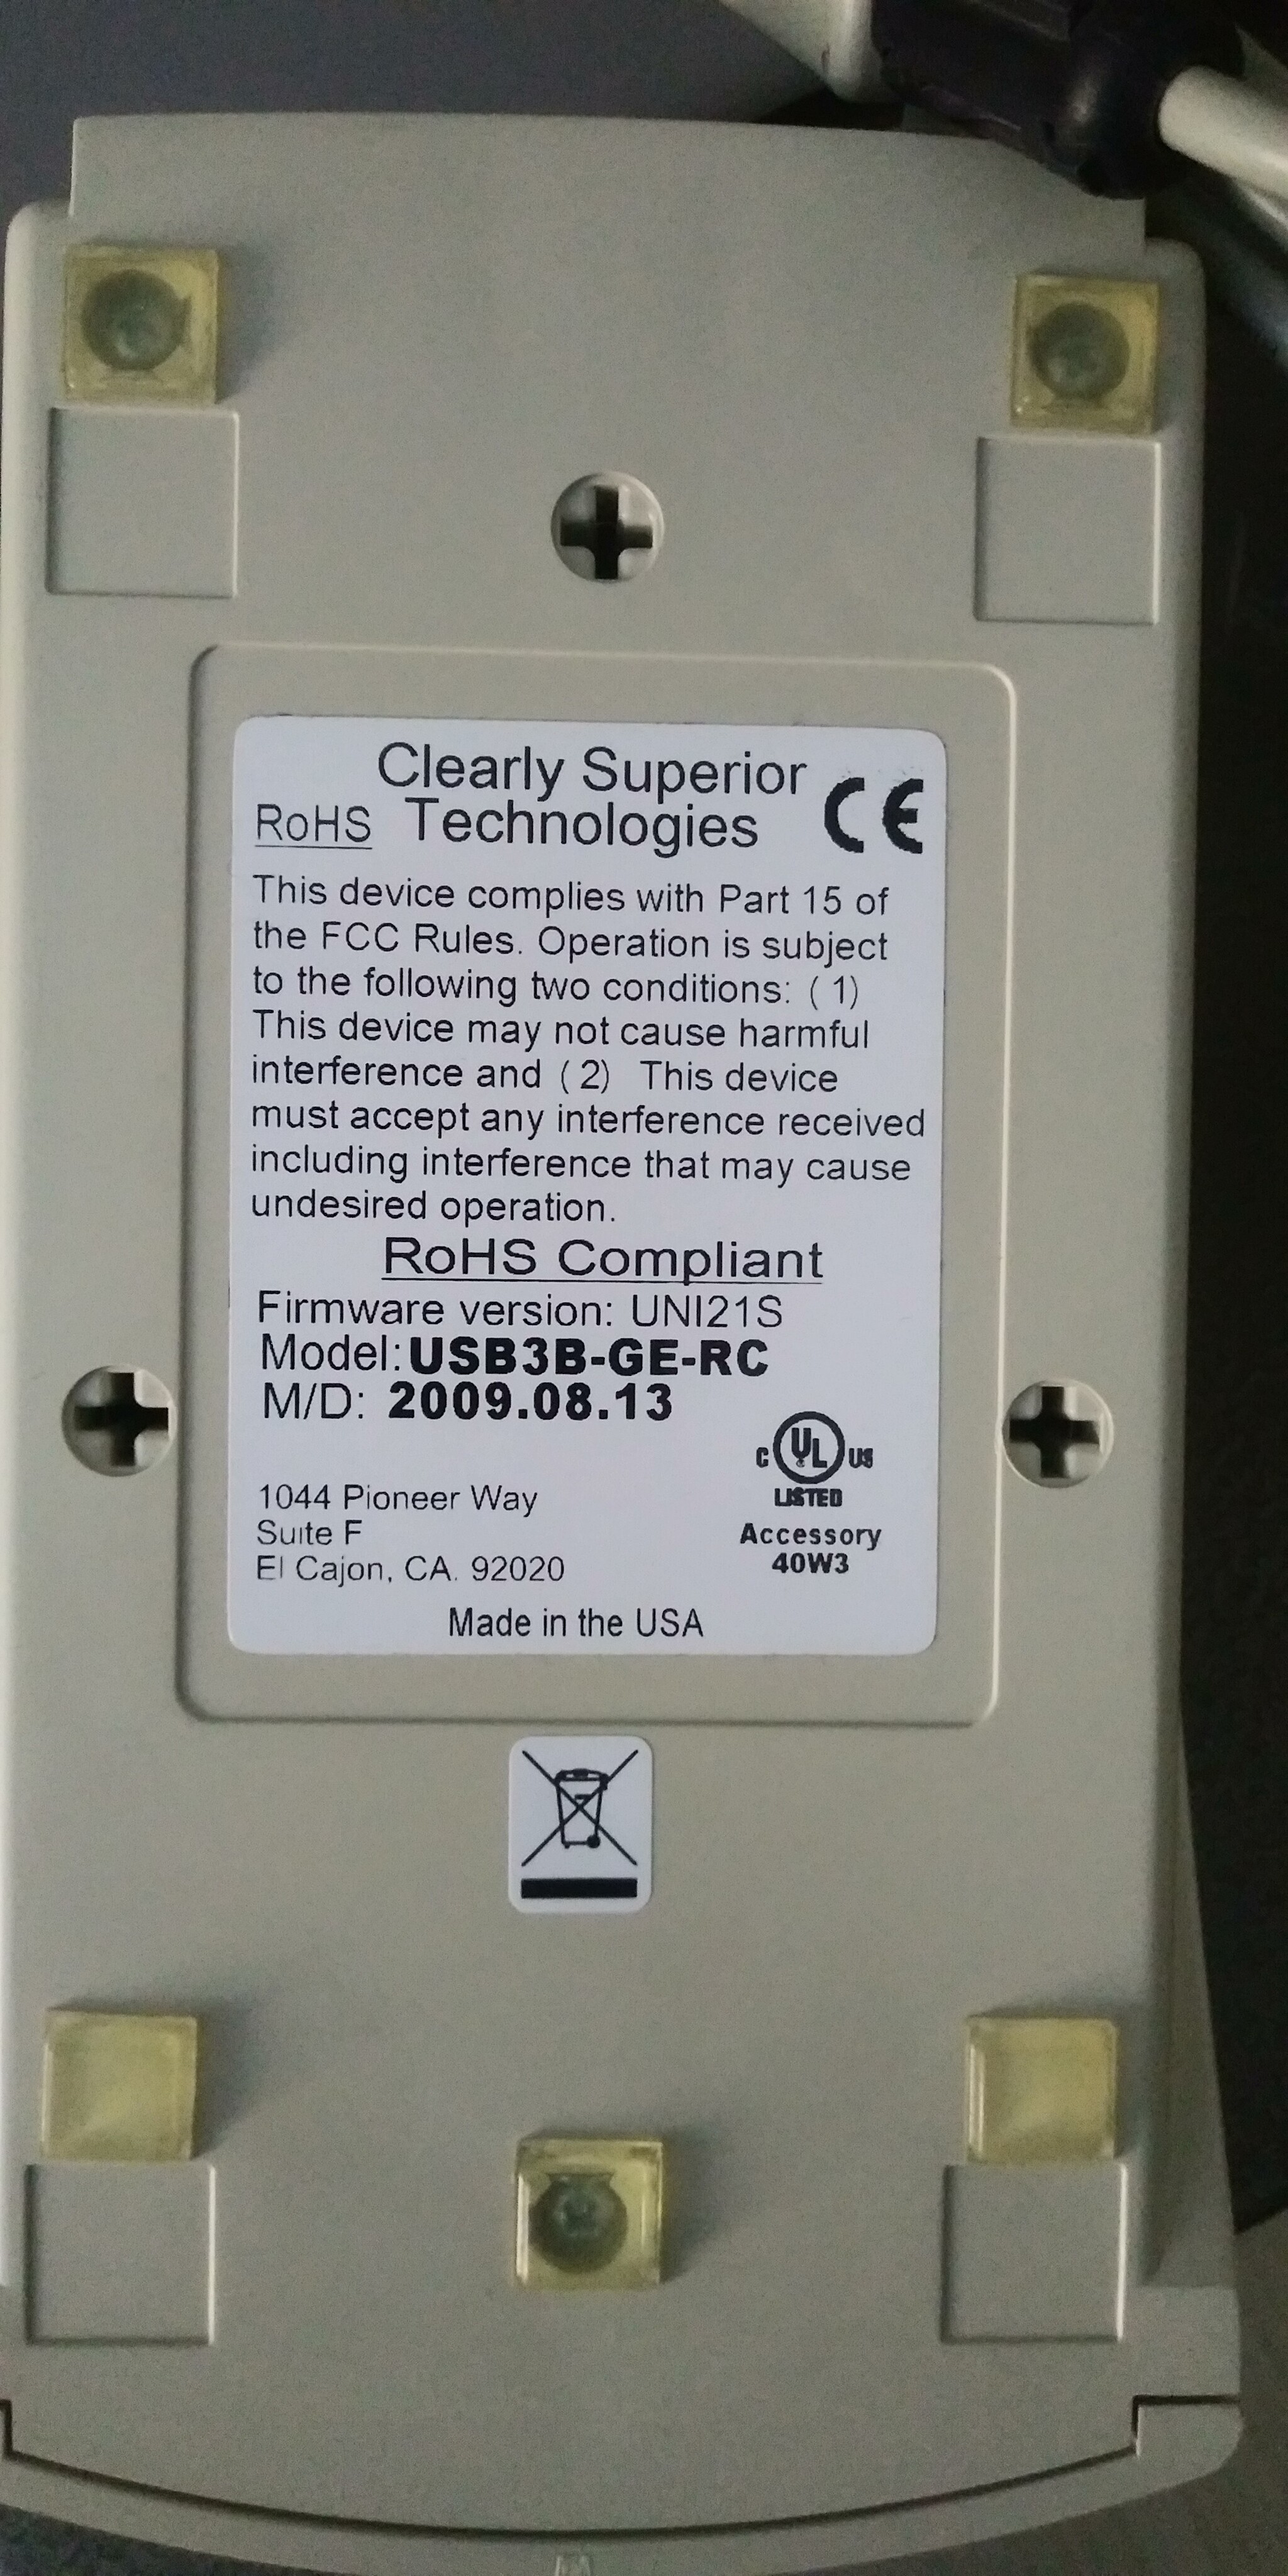 Clearly Superior
RoHS Technologies CE
This device complies with Part 15 of
the FCC Rules. Operation is subject
to the following two conditions: (1)
This device may not cause harmful
interference and (2) This device
must accept any interference received
including interference that may cause
undesired operation.
RoHS Compliant
Firmware version: UNI21S
Model: USB3B-GE-RC
M/D: 2009.08.13
C UL US
LISTED
Accessory
40W3
1044 Pioneer Way
Suite F
El Cajon, CA. 92020
Made in the USA